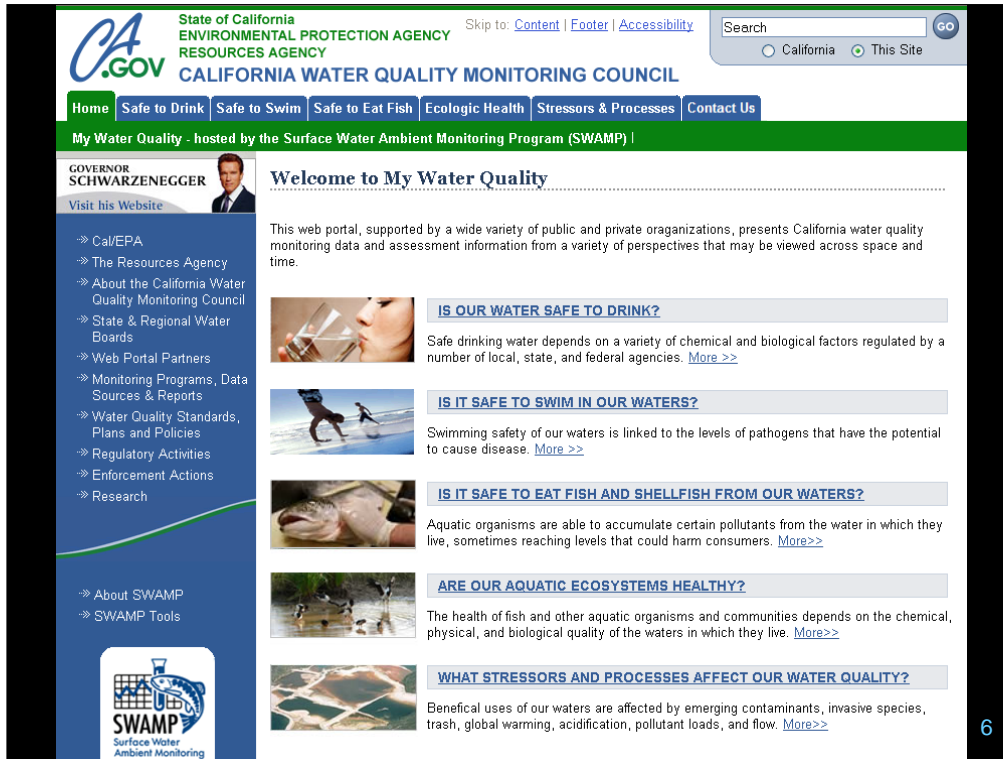 CA
.GOV
State of California
ENVIRONMENTAL PROTECTION AGENCY
RESOURCES AGENCY
CALIFORNIA WATER QUALITY MONITORING COUNCIL
Skip to: Content | Footer | Accessibility
Search
GO
California
This Site
Home
Safe to Drink
Safe to Swim
Safe to Eat Fish
Ecologic Health
Stressors & Processes
Contact Us
My Water Quality - hosted by the Surface Water Ambient Monitoring Program (SWAMP) |
GOVERNOR
SCHWARZENEGGER
Visit his Website
Cal/EPA
The Resources Agency
About the California Water
Quality Monitoring Council
State & Regional Water
Boards
Web Portal Partners
Monitoring Programs, Data
Sources & Reports
Water Quality Standards,
Plans and Policies
Regulatory Activities
Enforcement Actions
Research
About SWAMP
SWAMP Tools
SWAMP
Surface Water
Ambient Monitoring
Welcome to My Water Quality
This web portal, supported by a wide variety of public and private oraganizations, presents California water quality
monitoring data and assessment information from a variety of perspectives that may be viewed across space and
time.
IS OUR WATER SAFE TO DRINK?
Safe drinking water depends on a variety of chemical and biological factors regulated by a
number of local, state, and federal agencies. More >>
IS IT SAFE TO SWIM IN OUR WATERS?
Swimming safety of our waters is linked to the levels of pathogens that have the potential
to cause disease. More >>
IS IT SAFE TO EAT FISH AND SHELLFISH FROM OUR WATERS?
Aquatic organisms are able to accumulate certain pollutants from the water in which they
live, sometimes reaching levels that could harm consumers. More>>
ARE OUR AQUATIC ECOSYSTEMS HEALTHY?
The health of fish and other aquatic organisms and communities depends on the chemical,
physical, and biological quality of the waters in which they live. More>>
WHAT STRESSORS AND PROCESSES AFFECT OUR WATER QUALITY?
Benefical uses of our waters are affected by emerging contaminants, invasive species,
trash, global warming, acidification, pollutant loads, and flow. More>>
6